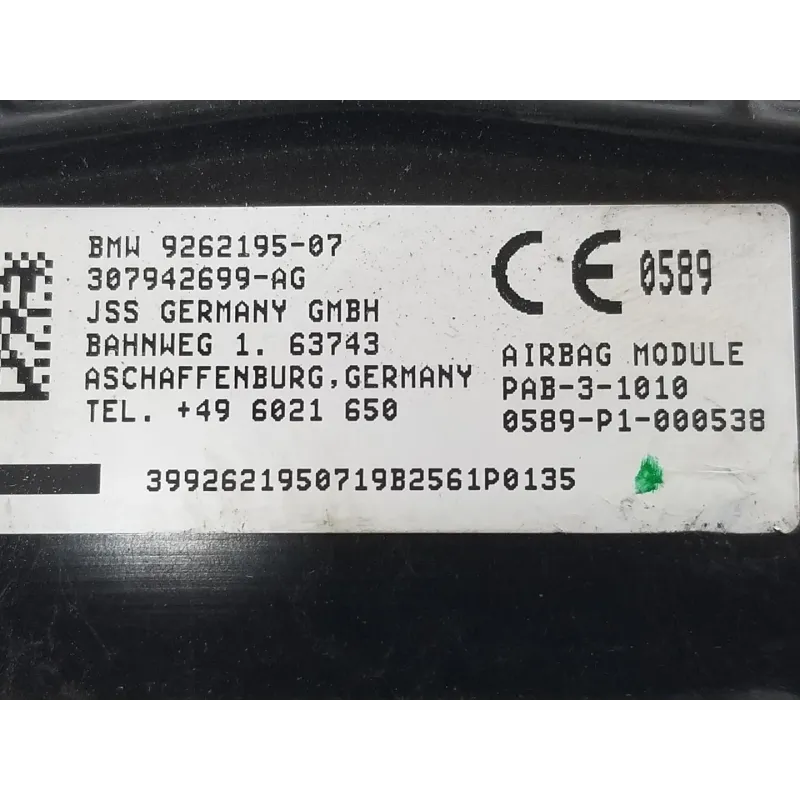 BMW 9262195-07
307942699-AG
JSS GERMANY GMBH
BAHNWEG 1. 63743
ASCHAFFENBURG,GERMANY
TEL. +49 6021 650
CE 0589
AIRBAG MODULE
PAB-3-1010
0589-P1-000538
3992621950719B2561P0135